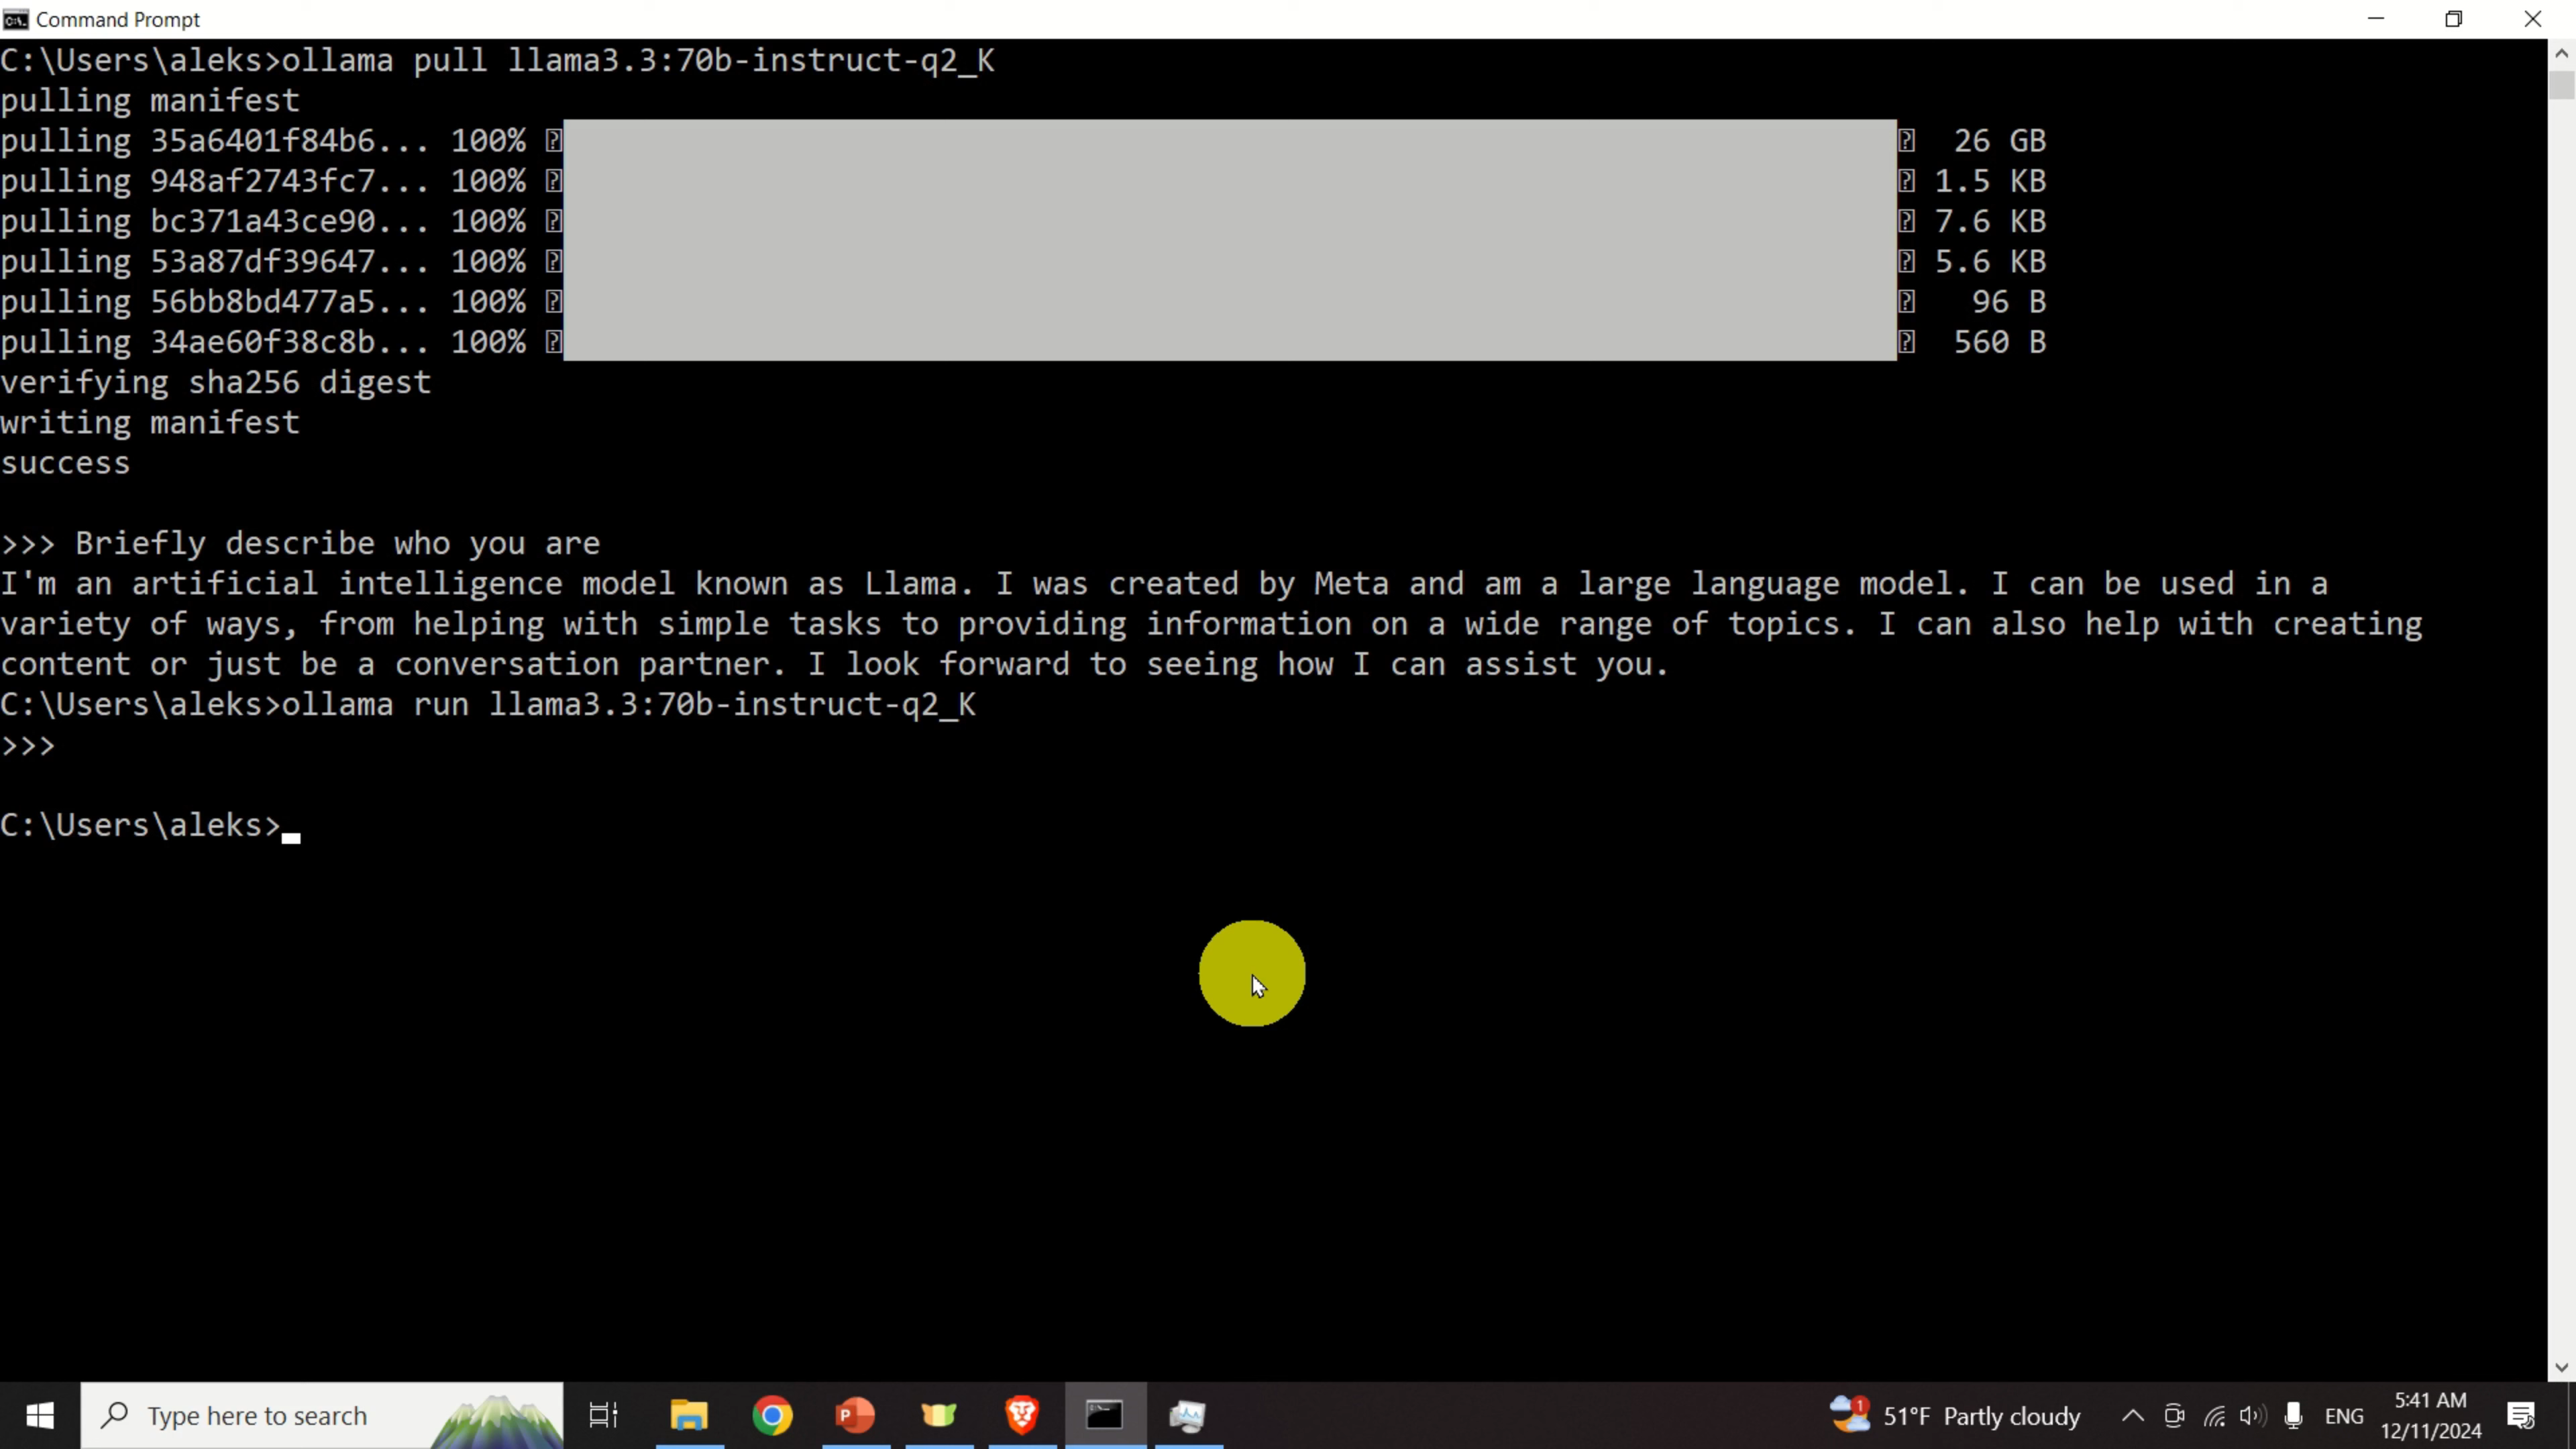 Command Prompt
C:\Users\aleks>ollama pull llama3.3:70b-instruct-q2_K
pulling manifest
pulling 35a6401f84b6... 100% 26 GB
pulling 948af2743fc7... 100% 1.5 KB
pulling bc371a43ce90... 100% 7.6 KB
pulling 53a87df39647... 100% 5.6 KB
pulling 56bb8bd477a5... 100% 96 B
pulling 34ae60f38c8b... 100% 560 B
verifying sha256 digest
writing manifest
success
>>> Briefly describe who you are
I'm an artificial intelligence model known as Llama. I was created by Meta and am a large language model. I can be used in a
variety of ways, from helping with simple tasks to providing information on a wide range of topics. I can also help with creating
content or just be a conversation partner. I look forward to seeing how I can assist you.
C:\Users\aleks>ollama run llama3.3:70b-instruct-q2_K
>>>
C:\Users\aleks>
Type here to search
P
1
51°F Partly cloudy
ENG
5:41 AM
12/11/2024